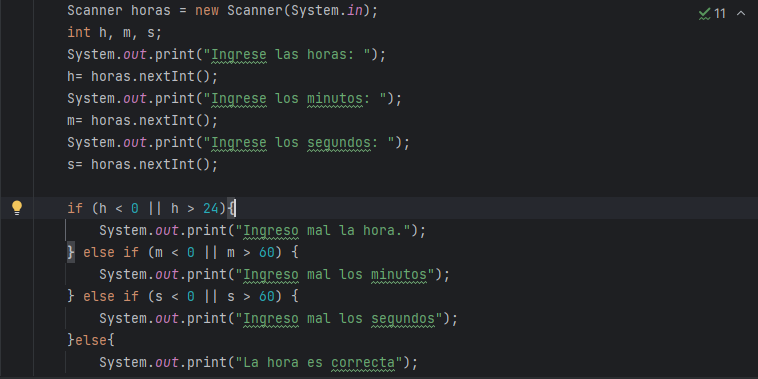 Scanner horas = new Scanner(System.in);
11
int h, m, s;
System.out.print("Ingrese las horas: ");
h= horas.nextInt();
System.out.print("Ingrese los minutos: ");
m= horas.nextInt();
System.out.print("Ingrese los segundos: ");
s= horas.nextInt();
if (h < 0 || h > 24){
System.out.print("Ingreso mal la hora.");
} else if (m < 0 || m > 60) {
System.out.print("Ingreso mal los minutos");
} else if (s < 0 || s > 60) {
System.out.print("Ingreso mal los segundos");
}else{
System.out.print("La hora es correcta");